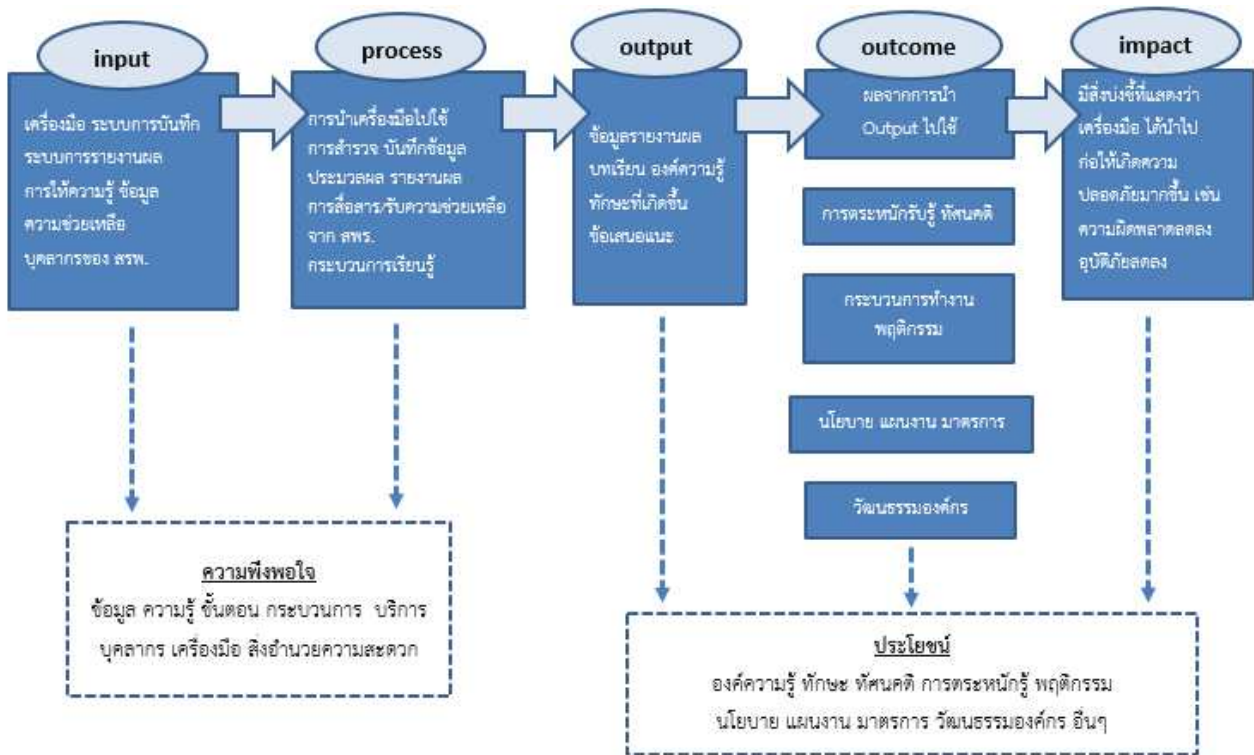 input
process
output
outcome
impact
เครื่องมือ ระบบการบันทึก
ระบบการรายงานผล
การให้ความรู้ ข้อมูล
ความช่วยเหลือ
บุคลากรของ สรพ.
การนำเครื่องมือไปใช้
การสำรวจ บันทึกข้อมูล
ประมวลผล รายงานผล
การสื่อสาร/รับความช่วยเหลือ
จาก สพร.
กระบวนการเรียนรู้
ข้อมูลรายงานผล
บทเรียน องค์ความรู้
ทักษะที่เกิดขึ้น
ข้อเสนอแนะ
ผลจากการนำ
Output ไปใช้
การตระหนักรับรู้ ทัศนคติ
กระบวนการทำงาน
พฤติกรรม
นโยบาย แผนงาน มาตรการ
วัฒนธรรมองค์กร
มีสิ่งบ่งชี้ที่แสดงว่า
เครื่องมือ ได้นำไป
ก่อให้เกิดความ
ปลอดภัยมากขึ้น เช่น
ความผิดพลาดลดลง
อุบัติภัยลดลง
ความพึงพอใจ
ข้อมูล ความรู้ ขั้นตอน กระบวนการ บริการ
บุคลากร เครื่องมือ สิ่งอำนวยความสะดวก
ประโยชน์
องค์ความรู้ ทักษะ ทัศนคติ การตระหนักรู้ พฤติกรรม
นโยบาย แผนงาน มาตรการ วัฒนธรรมองค์กร อื่นๆ